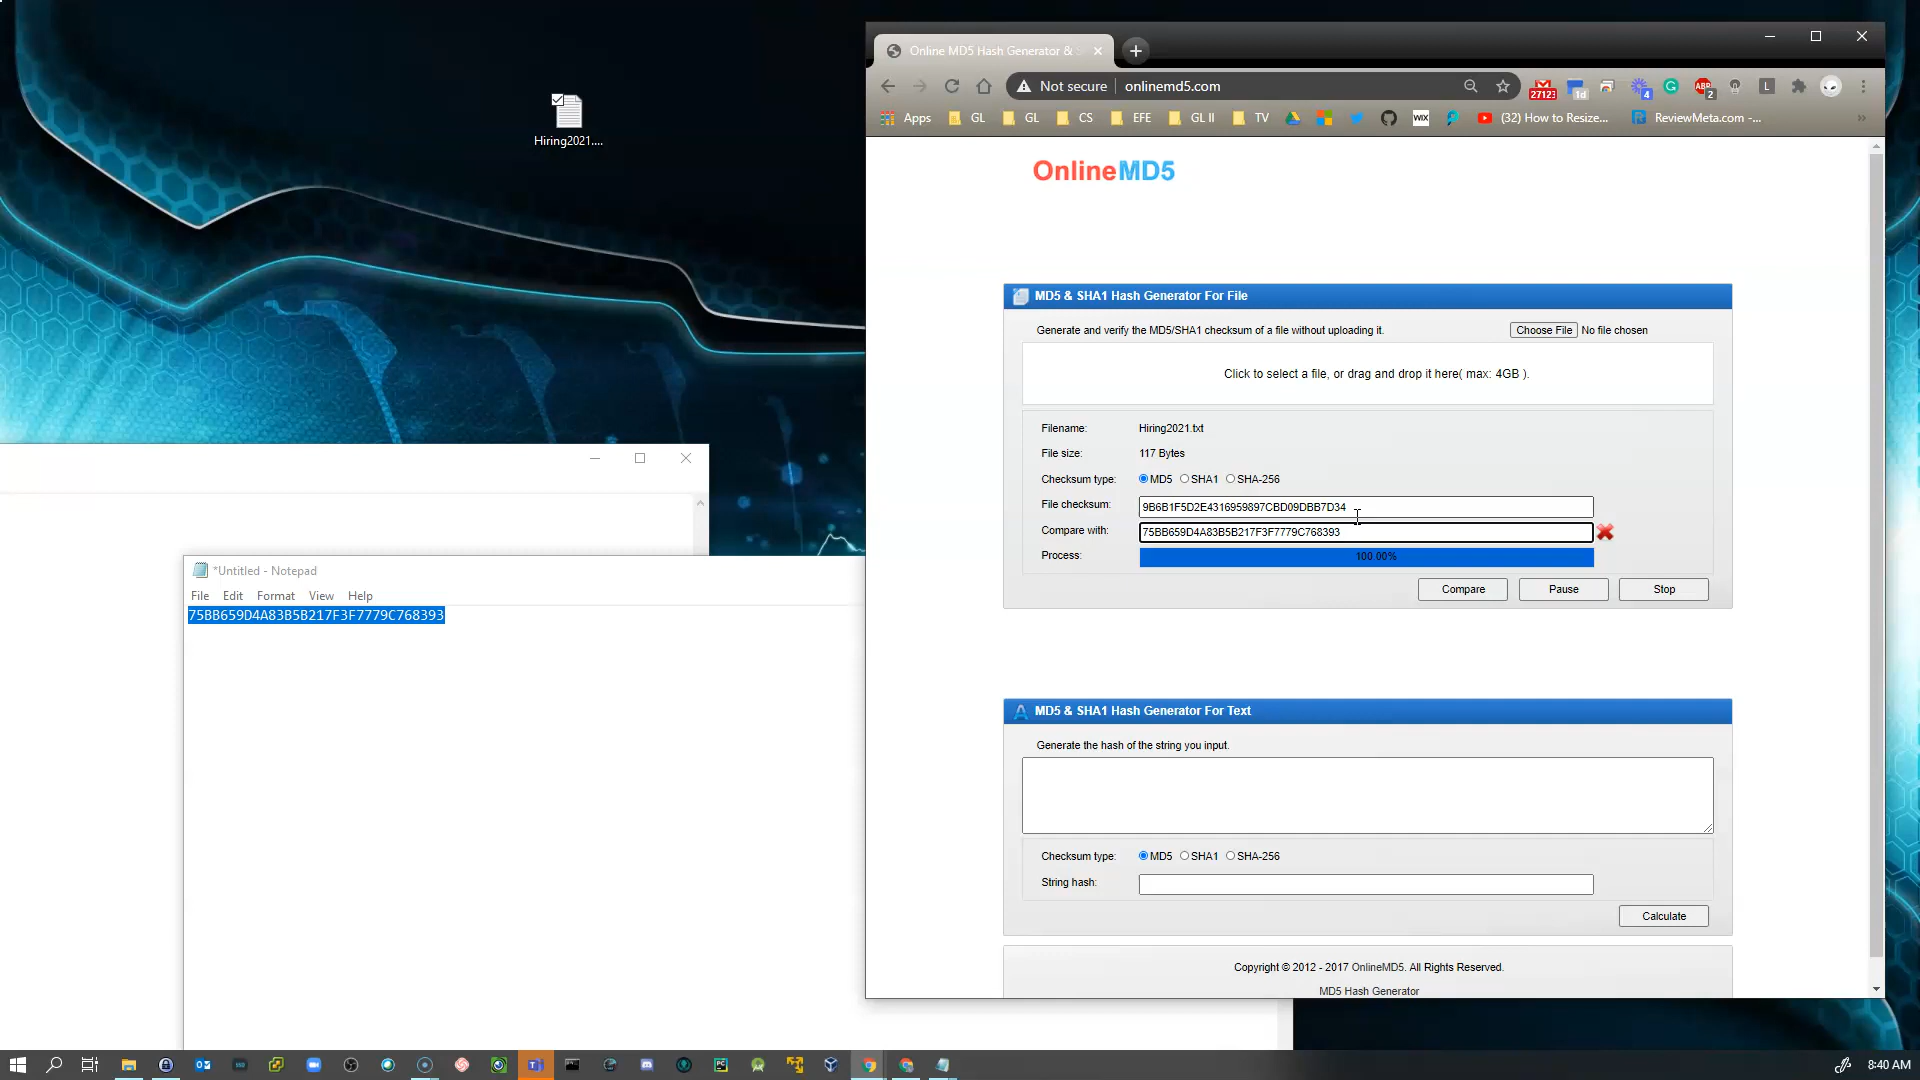 Hiring2021....
*Untitled - Notepad
File Edit Format View Help
75BB659D4A83B5B217F3F7779C768393
Online MD5 Hash Generator &
Not secure onlinemd5.com
27123
1d
4
ABP
2
L
Apps GL GL CS EFE GL II TV WIX (32) How to Resize... ReviewMeta.com -... »
OnlineMD5
MD5 & SHA1 Hash Generator For File
Generate and verify the MD5/SHA1 checksum of a file without uploading it. Choose File No file chosen
Click to select a file, or drag and drop it here( max: 4GB ).
Filename: Hiring2021.txt
File size: 117 Bytes
Checksum type: MD5 SHA1 SHA-256
File checksum: 9B6B1F5D2E4316959897CBD09DBB7D34
Compare with: 75BB659D4A83B5B217F3F7779C768393
Process: 100.00%
Compare Pause Stop
MD5 & SHA1 Hash Generator For Text
Generate the hash of the string you input.
Checksum type: MD5 SHA1 SHA-256
String hash:
Calculate
Copyright © 2012 - 2017 OnlineMD5. All Rights Reserved.
MD5 Hash Generator
8:40 AM